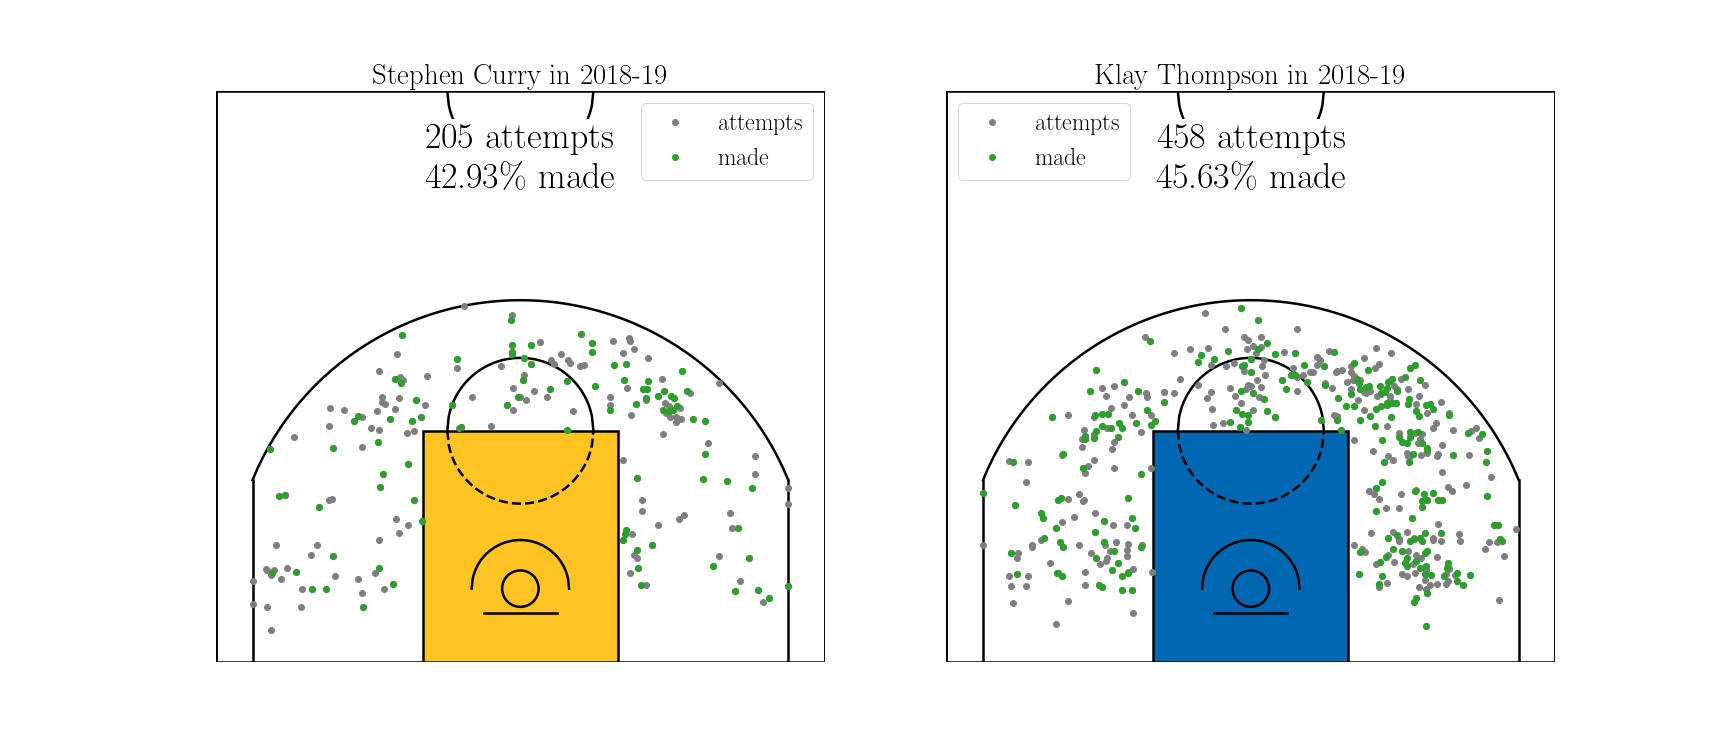 Stephen Curry in 2018-19
205 attempts
42.93% made
attempts
made
Klay Thompson in 2018-19
attempts
made
458 attempts
45.63% made